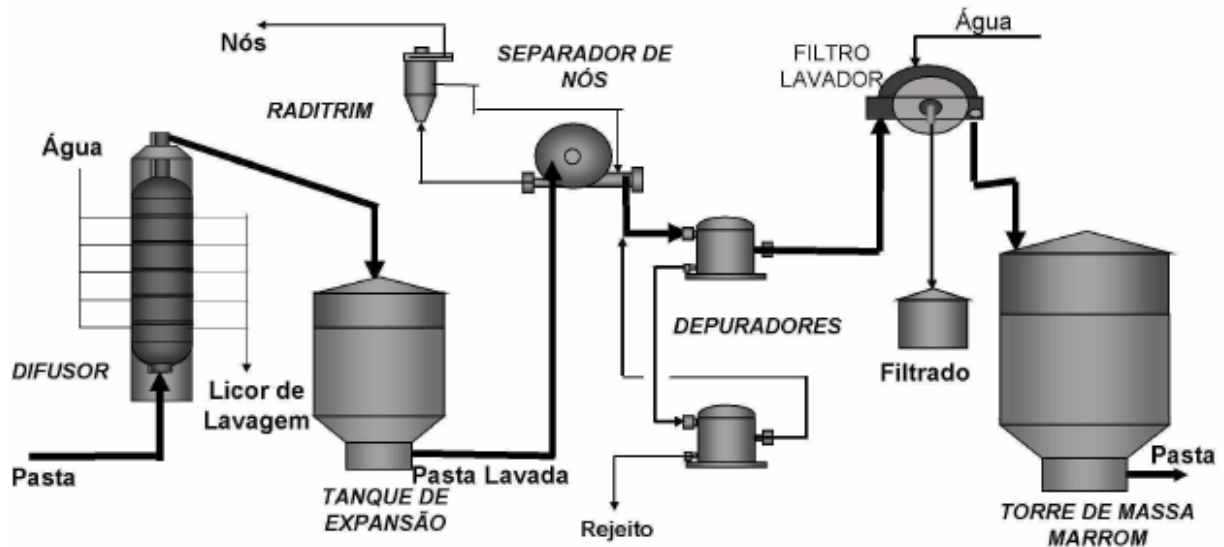 Nós
SEPARADOR DE
NÓS
RADITRIM
Água
FILTRO
LAVADOR
Água
DIFUSOR
Licor de
Lavagem
Pasta
Pasta Lavada
TANQUE DE
EXPANSÃO
DEPURADORES
Rejeito
Filtrado
Pasta
TORRE DE MASSA
MARROM